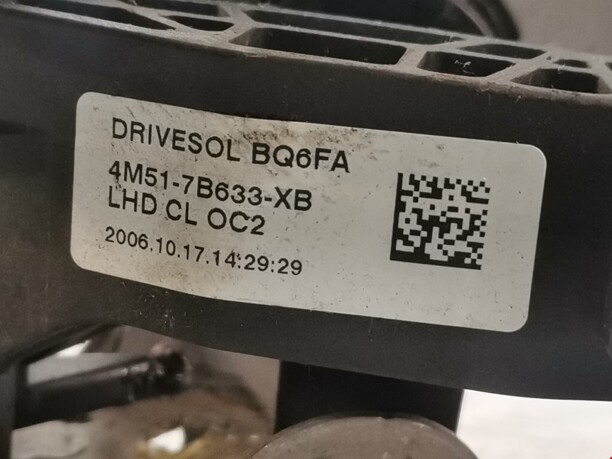 DRIVESOL BQ6FA
4M51-7B633-XB
LHD CL OC2
2006.10.17.14:29:29